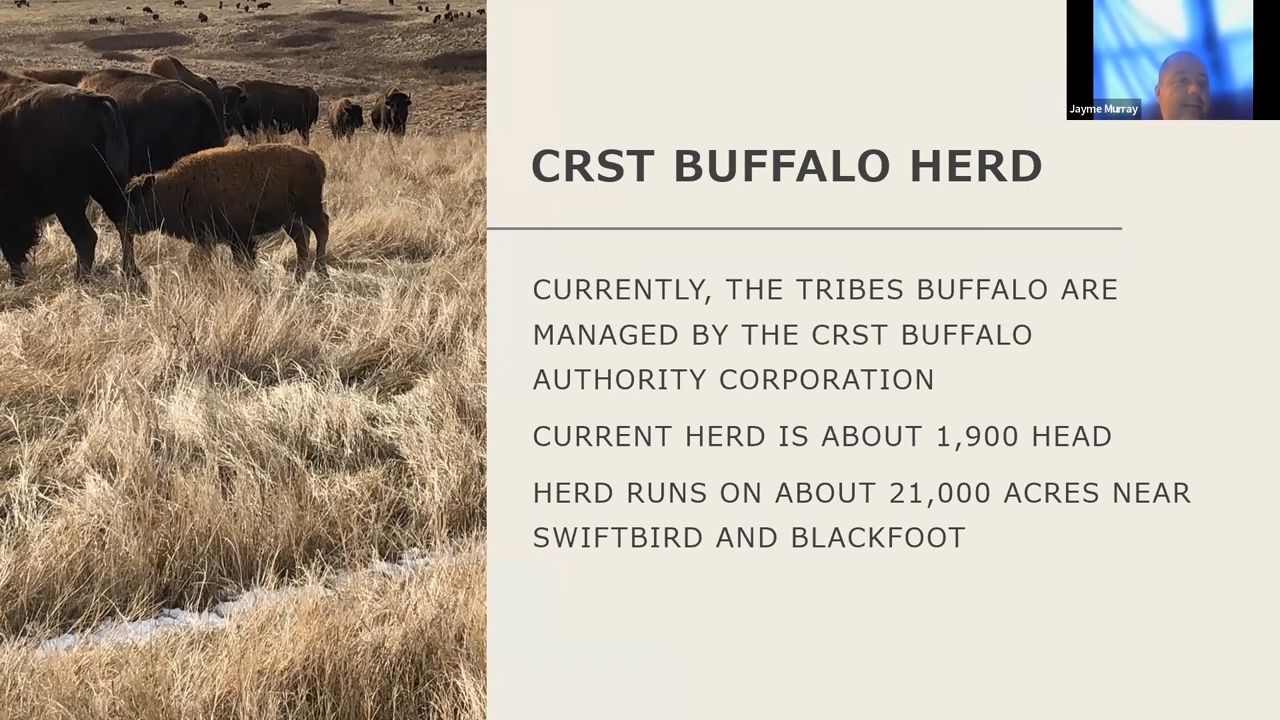 Jayme Murray
CRST BUFFALO HERD
CURRENTLY, THE TRIBES BUFFALO ARE
MANAGED BY THE CRST BUFFALO
AUTHORITY CORPORATION
CURRENT HERD IS ABOUT 1,900 HEAD
HERD RUNS ON ABOUT 21,000 ACRES NEAR
SWIFTBIRD AND BLACKFOOT